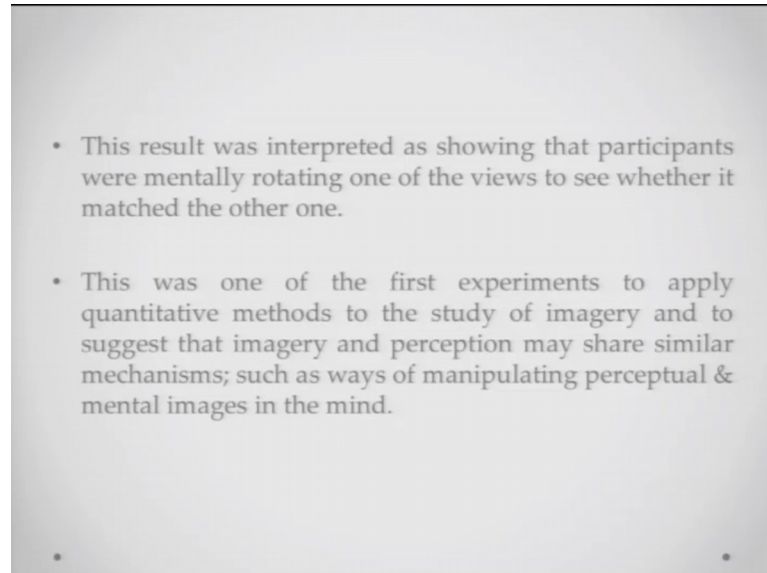 • This result was interpreted as showing that participants
were mentally rotating one of the views to see whether it
matched the other one.
• This was one of the first experiments to apply
quantitative methods to the study of imagery and to
suggest that imagery and perception may share similar
mechanisms; such as ways of manipulating perceptual &
mental images in the mind.